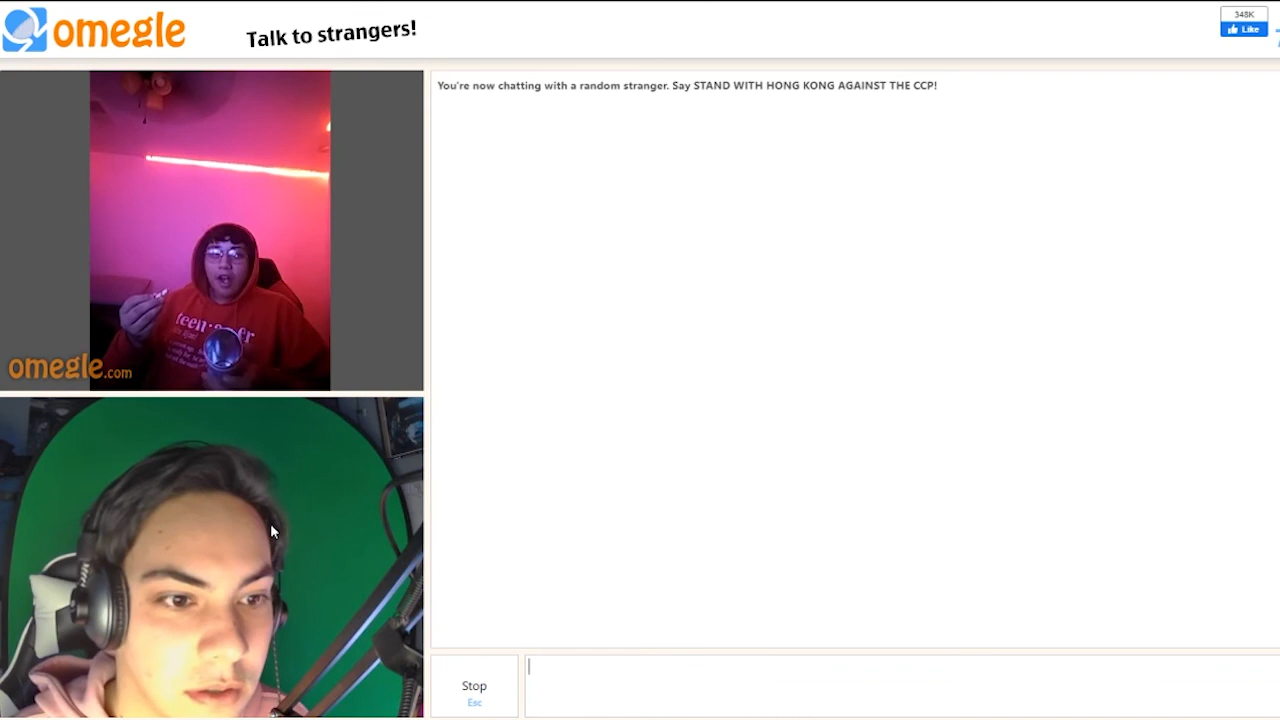 omegle
Talk to strangers!
348K
Like
You're now chatting with a random stranger. Say STAND WITH HONG KONG AGAINST THE CCP!
omegle.com
Stop
Esc